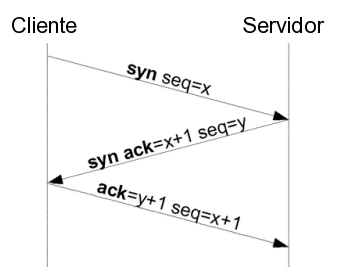 Cliente
Servidor
syn seq=x
syn ack=x+1 seq=y
ack=y+1 seq=x+1